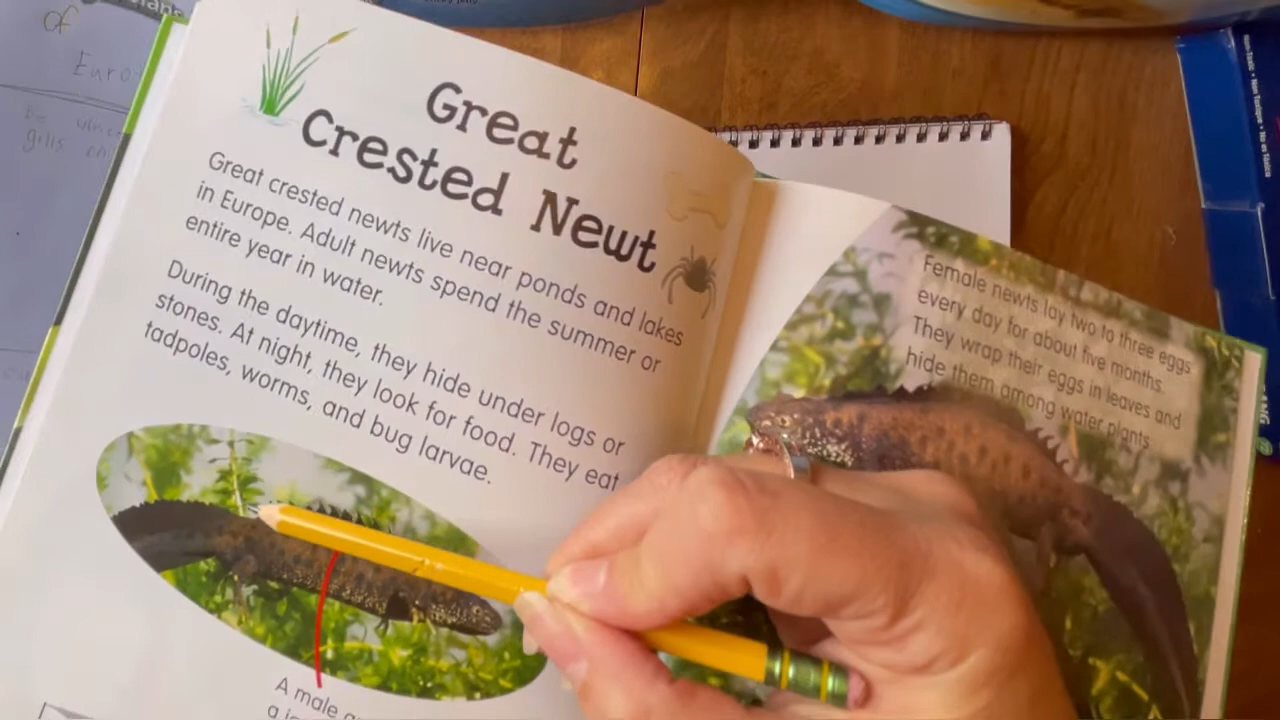 of
Euro
gills
Great
Crested Newt
Great crested newts live near ponds and lakes
in Europe. Adult newts spend the summer or
entire year in water.
During the daytime, they hide under logs or
stones. At night, they look for food. They eat
tadpoles, worms, and bug larvae.
A male
Female newts lay two to three eggs
every day for about five months.
They wrap their eggs in leaves and
hide them among water plants.